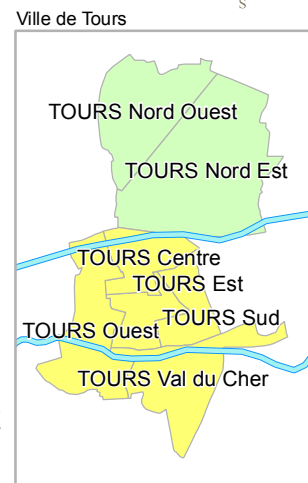 s
Ville de Tours
TOURS Nord Ouest
TOURS Nord Est
TOURS Centre
TOURS Est
TOURS Sud
TOURS Ouest
TOURS Val du Cher